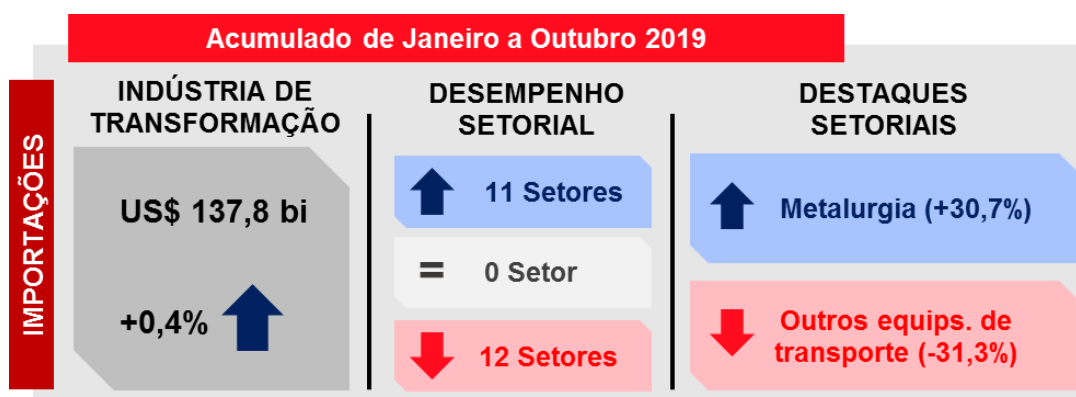 Acumulado de Janeiro a Outubro 2019
IMPORTAÇÕES
INDÚSTRIA DE
TRANSFORMAÇÃO
US$ 137,8 bi
+0,4%
DESEMPENHO
SETORIAL
11 Setores
= 0 Setor
12 Setores
DESTAQUES
SETORIAIS
Metalurgia (+30,7%)
Outros equips. de
transporte (-31,3%)